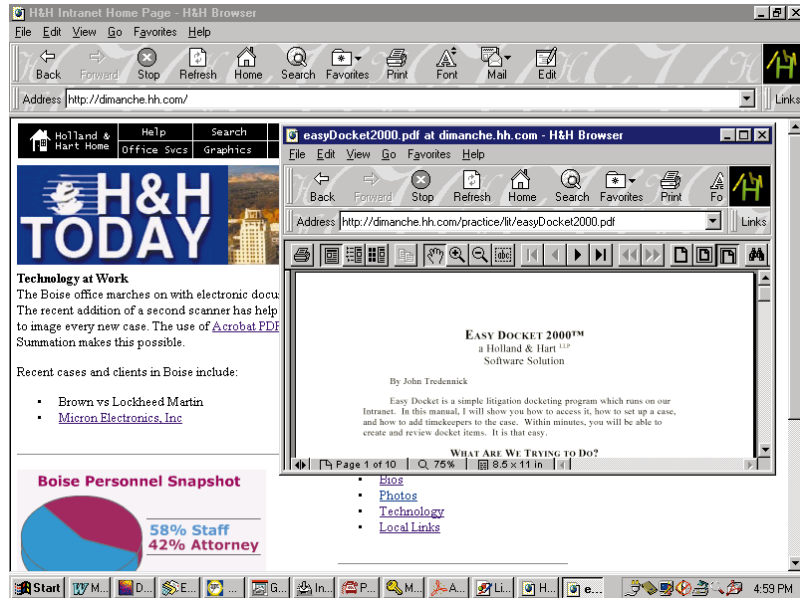 H&H Intranet Home Page - H&H Browser
File Edit View Go Favorites Help
Back Forward Stop Refresh Home Search Favorites Print Font Mail Edit
Address http://dimanche.hh.com/ Links
Holland & Hart Home Help Search
Office Svcs Graphics
H&H
TODAY
Technology at Work
The Boise office marches on with electronic docu
The recent addition of a second scanner has help
to image every new case. The use of Acrobat PDF
Summation makes this possible.
Recent cases and clients in Boise include:
Brown vs Lockheed Martin
Micron Electronics, Inc
Boise Personnel Snapshot
58% Staff
42% Attorney
easyDocket2000.pdf at dimanche.hh.com - H&H Browser
File Edit View Go Favorites Help
Back Forward Stop Refresh Home Search Favorites Print Fo
Address http://dimanche.hh.com/practice/lit/easyDocket2000.pdf Links
abc
EASY DOCKET 2000™
a Holland & Hart LLP
Software Solution
By John Tredennick
Easy Docket is a simple litigation docketing program which runs on our
Intranet. In this manual, I will show you how to access it, how to set up a case,
and how to add timekeepers to the case. Within minutes, you will be able to
create and review docket items. It is that easy.
WHAT ARE WE TRYING TO DO?
Page 1 of 10 75% 8.5 x 11 in
Bios
Photos
Technology
Local Links
Start M... D... E... ... G... In... P... M... A... Li... H... e... 4:59 PM